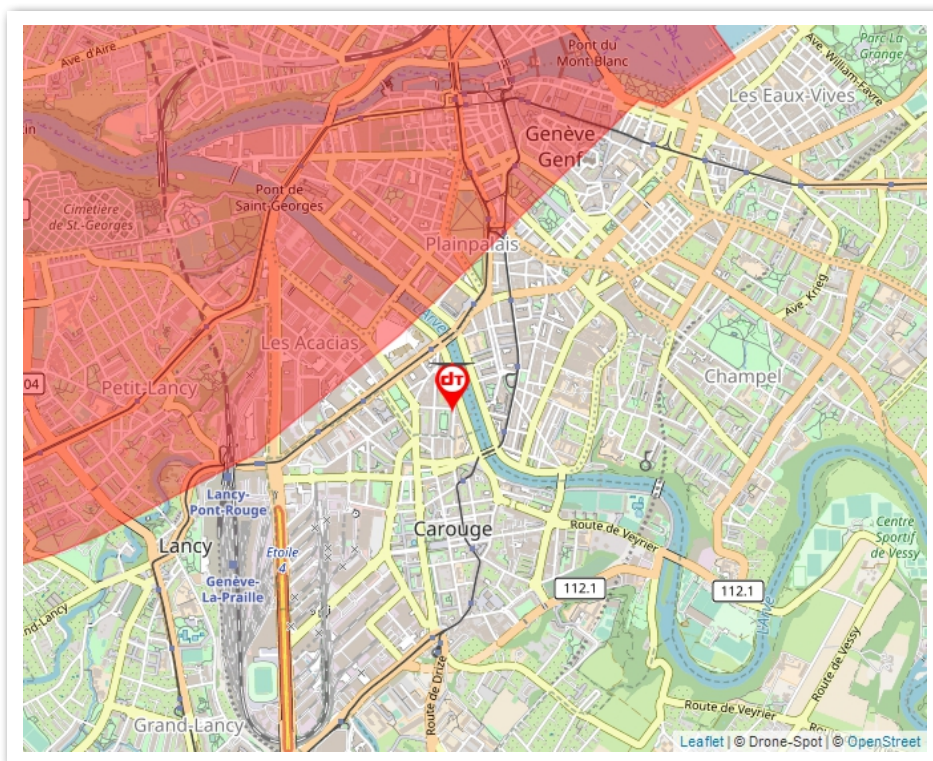 Av. d'Aire
Pont du
Mont Blanc
Parc La
Grange
Ave. William-Favre
Les Eaux-Vives
Genève
Genf
Pont de
Saint-Georges
Cimetière
de St.-Georges
Plainpalais
Ave. Krieg
L'Arve
Les Acacias
04
Petit-Lancy
dT
Champel
Lancy-
Pont-Rouge
Lancy
Carouge
Route de Veyrier
Centre
Sportif
de Vessy
Etoile
4
Genève-
La-Praille
112.1
112.1
L'Arve
Route de Vessy
Route de Drize
Route de Veyrier
Grand-Lancy
Leaflet | © Drone-Spot | © OpenStreet